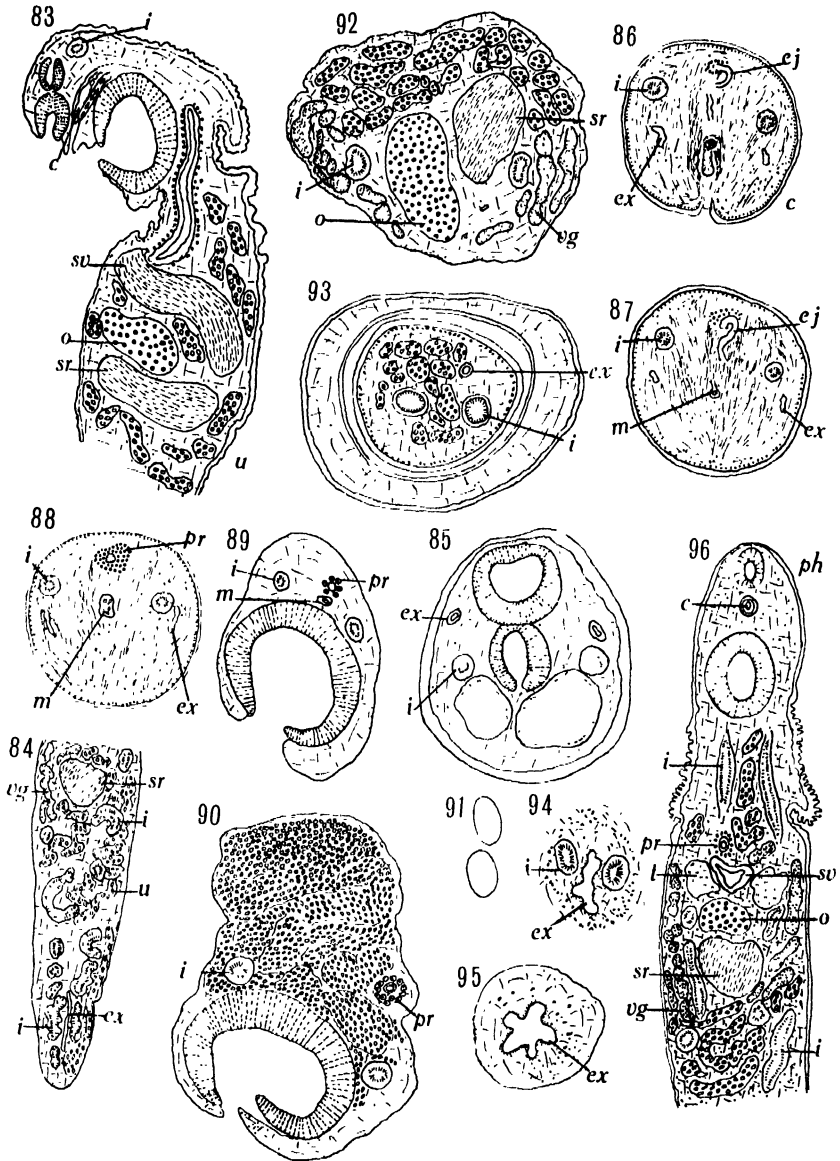 83
i
c
sv
o
sr
u
92
sr
i
o
vg
86
i
ej
ex
c
93
ex
i
87
i
ej
m
ex
88
pr
i
m
ex
89
i
pr
m
85
ex
i
96
ph
c
i
pr
l
sv
o
sr
vg
i
84
vg
sr
i
u
i
ex
90
i
pr
91
94
i
ex
95
ex